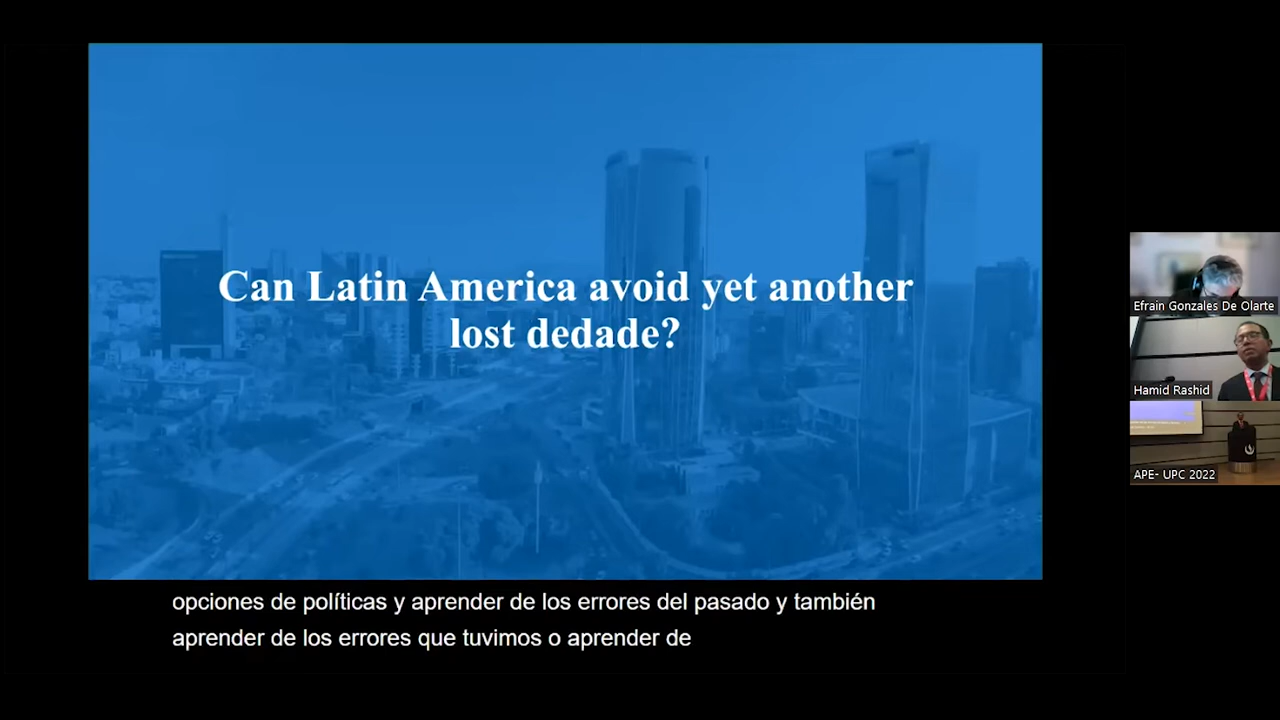 Can Latin America avoid yet another
lost dedade?
opciones de políticas y aprender de los errores del pasado y también
aprender de los errores que tuvimos o aprender de
Efrain Gonzales De Olarte
Hamid Rashid
APE- UPC 2022